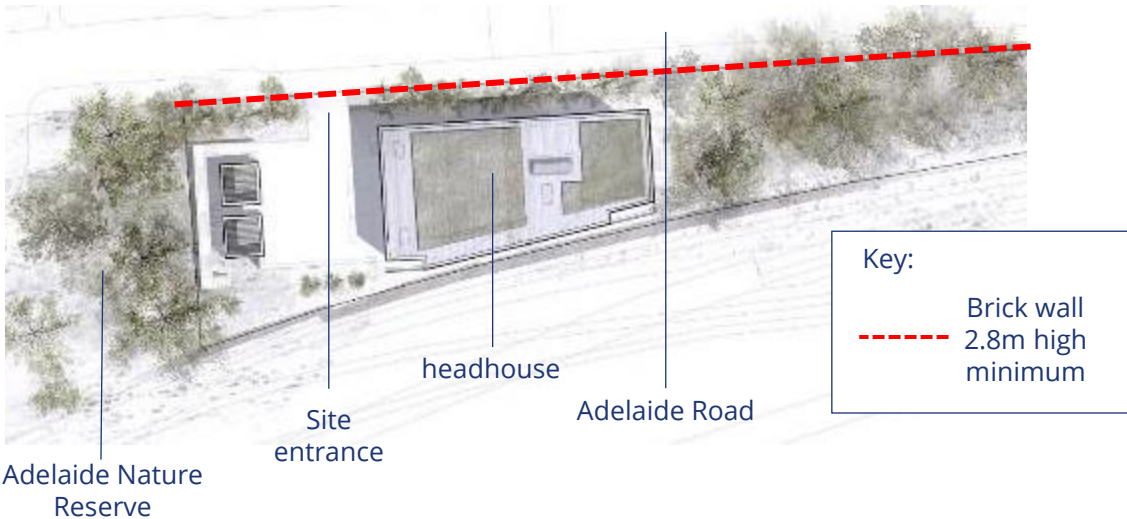 Key:
Brick wall
2.8m high
minimum
headhouse
Adelaide Road
Site
entrance
Adelaide Nature
Reserve